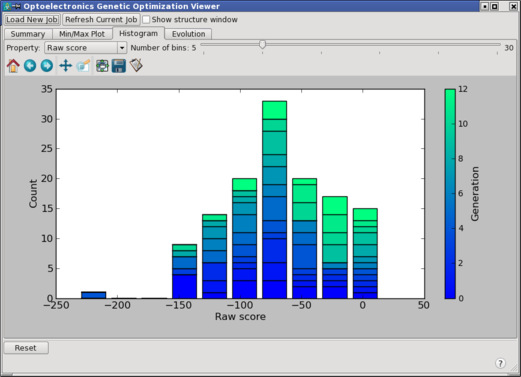 Optoelectronics Genetic Optimization Viewer
Load New Job Refresh Current Job Show structure window
Summary Min/Max Plot Histogram Evolution
Property: Raw score Number of bins: 5 30
35
30
25
20
15
10
5
0
Count
−250 −200 −150 −100 −50 0 50
Raw score
12
10
8
6
4
2
0
Generation
Reset
?